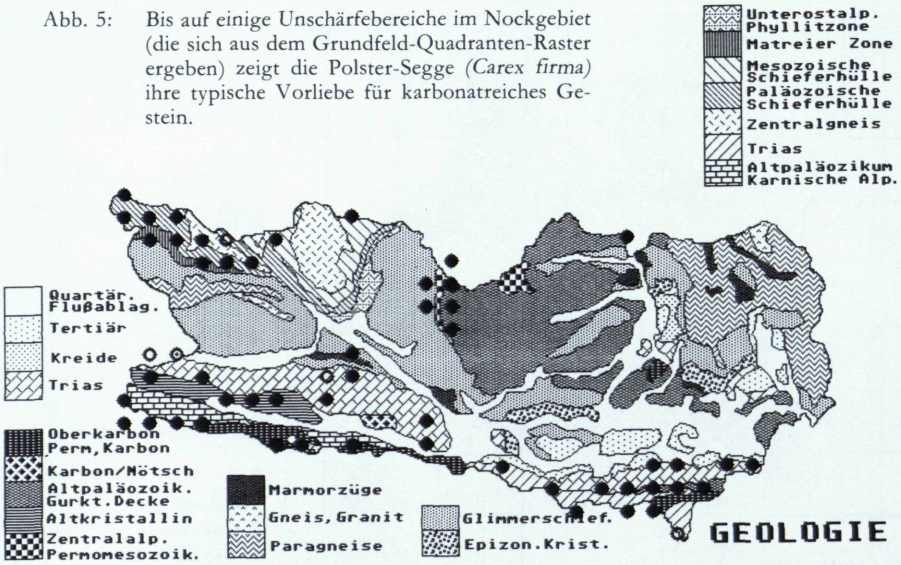 Abb. 5: Bis auf einige Unschärfebereiche im Nockgebiet
(die sich aus dem Grundfeld-Quadranten-Raster
ergeben) zeigt die Polster-Segge (Carex firma)
ihre typische Vorliebe für karbonatreiches Ge-
stein.
Unterostalp.
Phyllitzone
Matreier Zone
Mesozoische
Schieferhülle
Paläozoische
Schieferhülle
Zentralgneis
Trias
Altpaläozikum
Karnische Alp.
Quartär.
Flußablag.
Tertiär
Kreide
Trias
Oberkarbon
Perm,Karbon
Karbon/Nötsch
Altpaläozoik.
Gurkt.Decke
Altkristallin
Zentralalp.
Permomesozoik.
Marmorzüge
Gneis,Granit
Paragneise
Glimmerschief.
Epizon.Krist.
GEOLOGIE